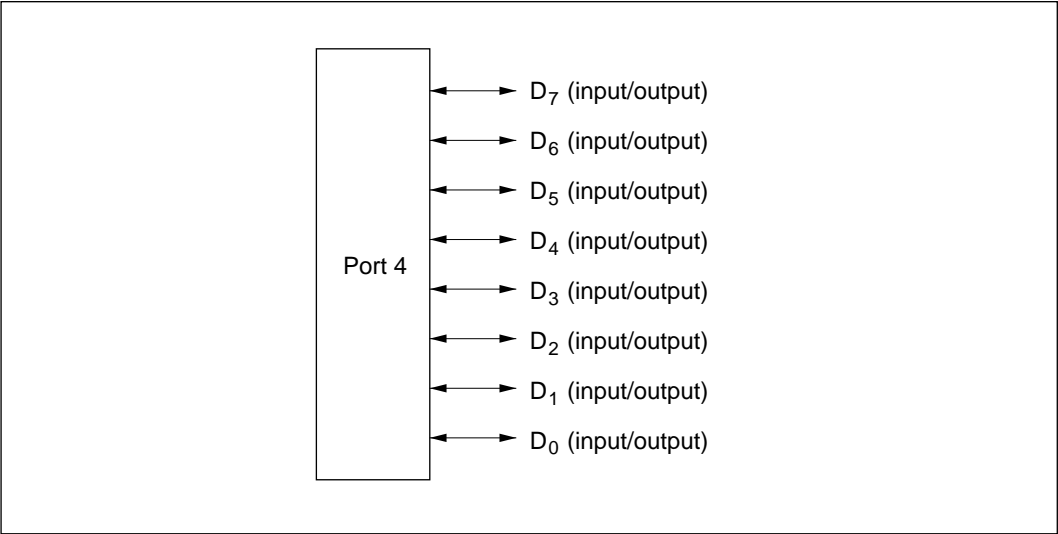 D7 (input/output)
D6 (input/output)
D5 (input/output)
D4 (input/output)
Port 4
D3 (input/output)
D2 (input/output)
D1 (input/output)
D0 (input/output)